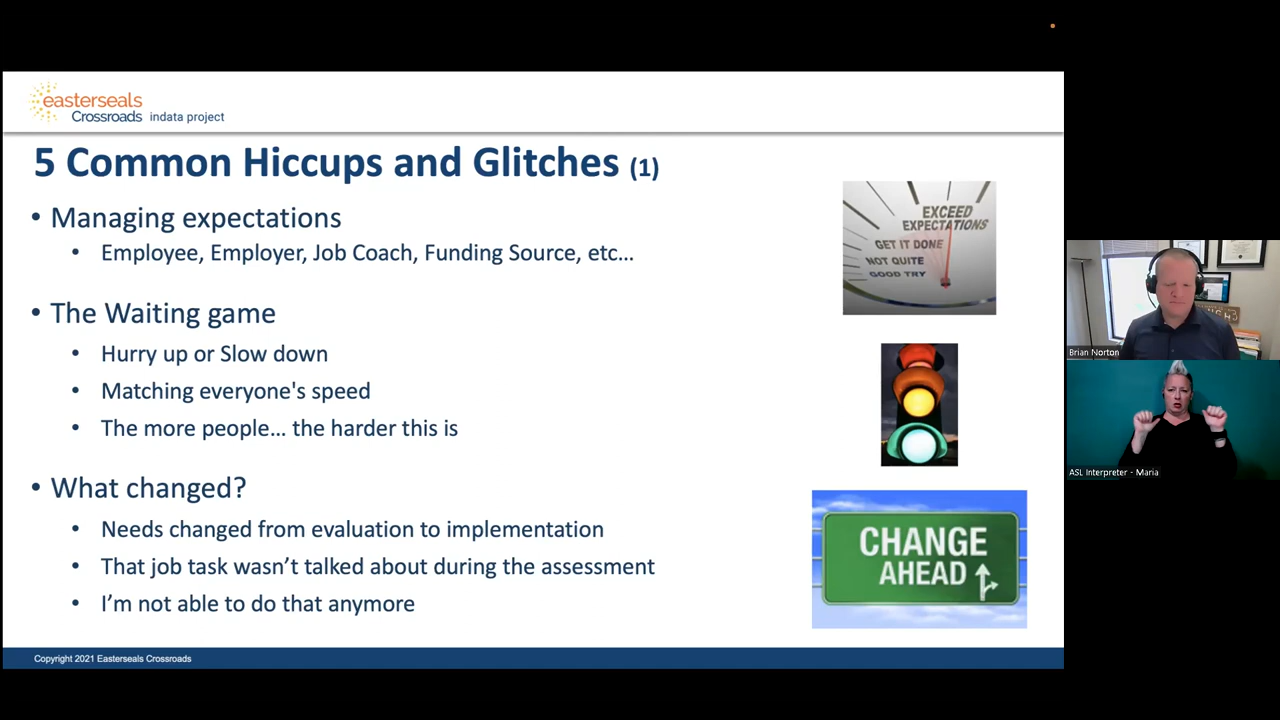 easterseals
Crossroads indata project
5 Common Hiccups and Glitches (1)
• Managing expectations
• Employee, Employer, Job Coach, Funding Source, etc…
• The Waiting game
• Hurry up or Slow down
• Matching everyone's speed
• The more people… the harder this is
• What changed?
• Needs changed from evaluation to implementation
• That job task wasn’t talked about during the assessment
• I’m not able to do that anymore
EXCEED
EXPECTATIONS
GET IT DONE
NOT QUITE
GOOD TRY
CHANGE
AHEAD
Copyright 2021 Easterseals Crossroads
Brian Norton
ASL Interpreter - Maria